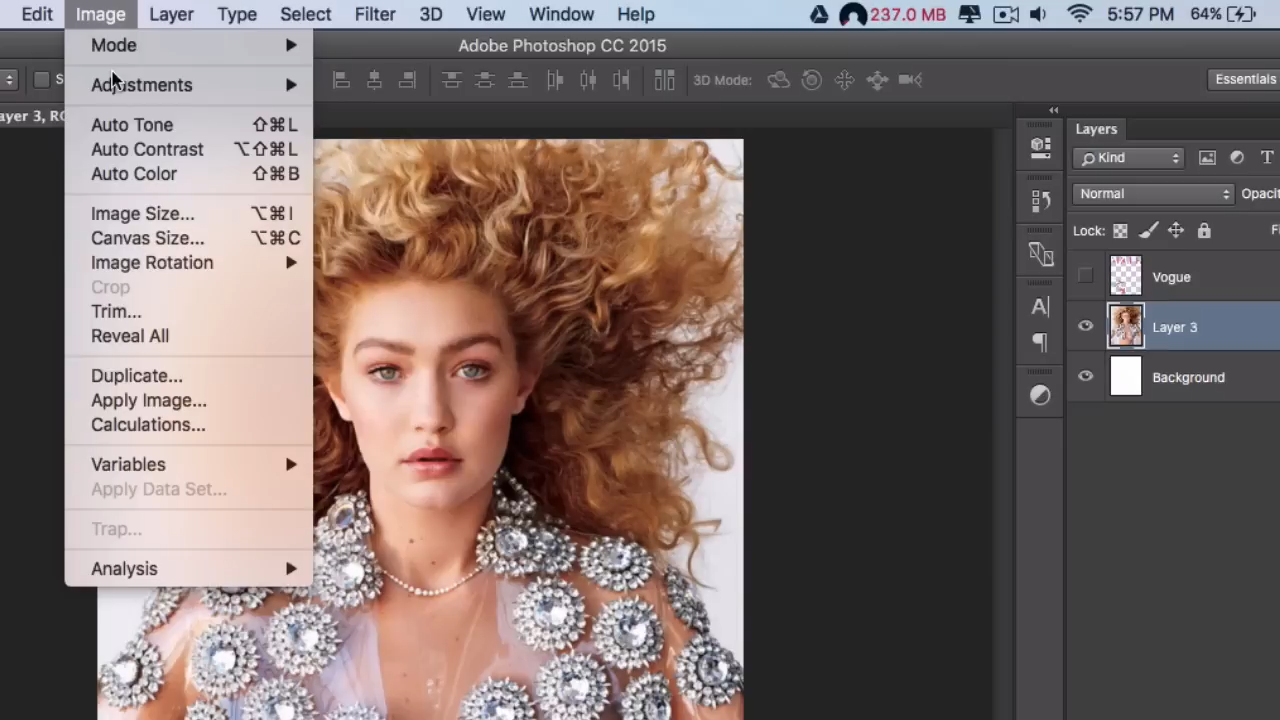 Edit Image Layer Type Select Filter 3D View Window Help 237.0 MB 5:57 PM 64%
Adobe Photoshop CC 2015
S 3D Mode: Essentials
ayer 3, RG
Mode
Adjustments
Auto Tone ⇧⌘L
Auto Contrast ⌥⇧⌘L
Auto Color ⇧⌘B
Image Size... ⌥⌘I
Canvas Size... ⌥⌘C
Image Rotation
Crop
Trim...
Reveal All
Duplicate...
Apply Image...
Calculations...
Variables
Apply Data Set...
Trap...
Analysis
Layers
Kind
Normal Opaci
Lock: Fi
Vogue
Layer 3
Background